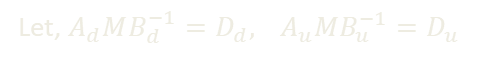 Let, $A_d M B_d^{-1} = D_d$, $A_u M B_u^{-1} = D_u$